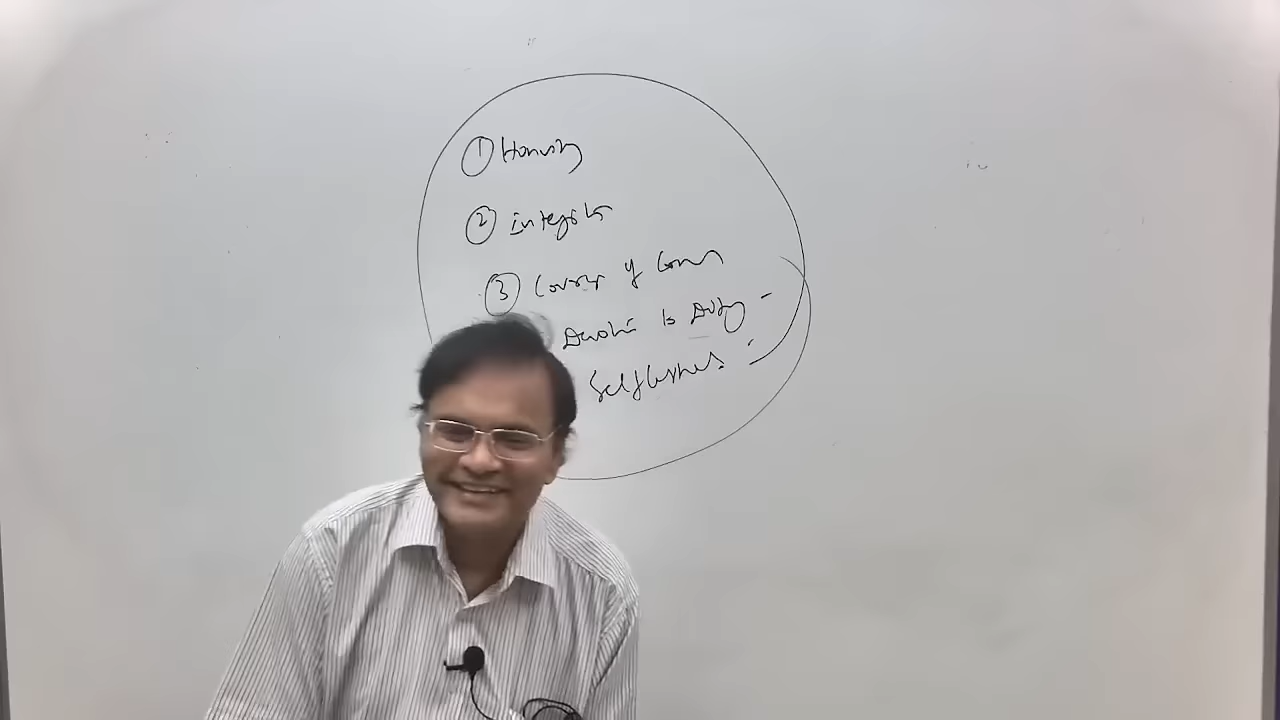 ① Honesty
② integrity
③ Courage of
Devotion to Duty -
Selflessness -